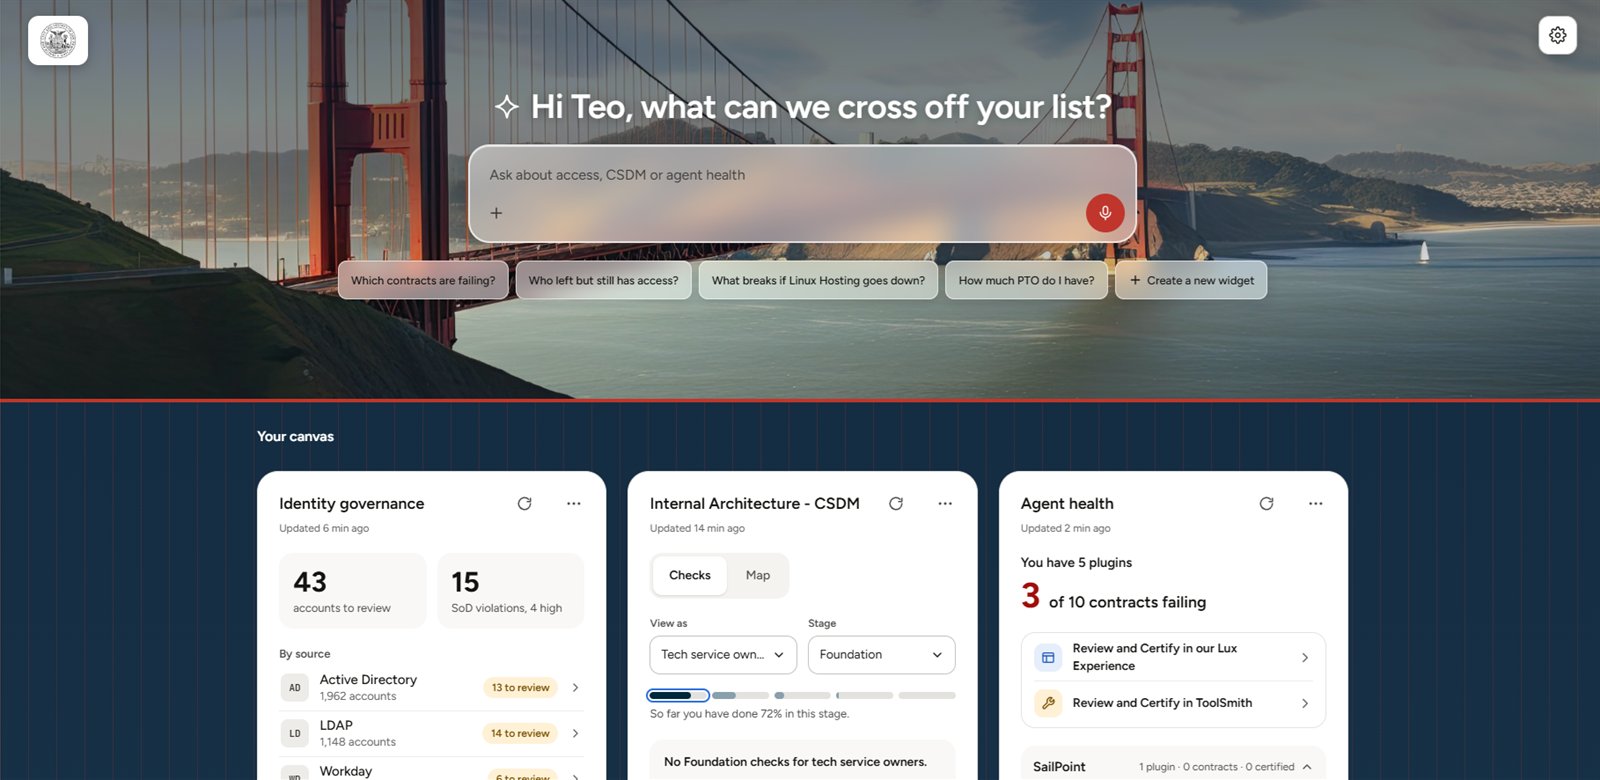 Hi Teo, what can we cross off your list?
Ask about access, CSDM or agent health
Which contracts are failing?
Who left but still has access?
What breaks if Linux Hosting goes down?
How much PTO do I have?
Create a new widget
Your canvas
Identity governance
Updated 6 min ago
43
accounts to review
15
SoD violations, 4 high
By source
AD
Active Directory
1,962 accounts
13 to review
LD
LDAP
1,148 accounts
14 to review
WD
Workday
6 to review
Internal Architecture - CSDM
Updated 14 min ago
Checks
Map
View as
Stage
Tech service own...
Foundation
So far you have done 72% in this stage.
No Foundation checks for tech service owners.
Agent health
Updated 2 min ago
You have 5 plugins
3 of 10 contracts failing
Review and Certify in our Lux
Experience
Review and Certify in ToolSmith
SailPoint
1 plugin · 0 contracts · 0 certified